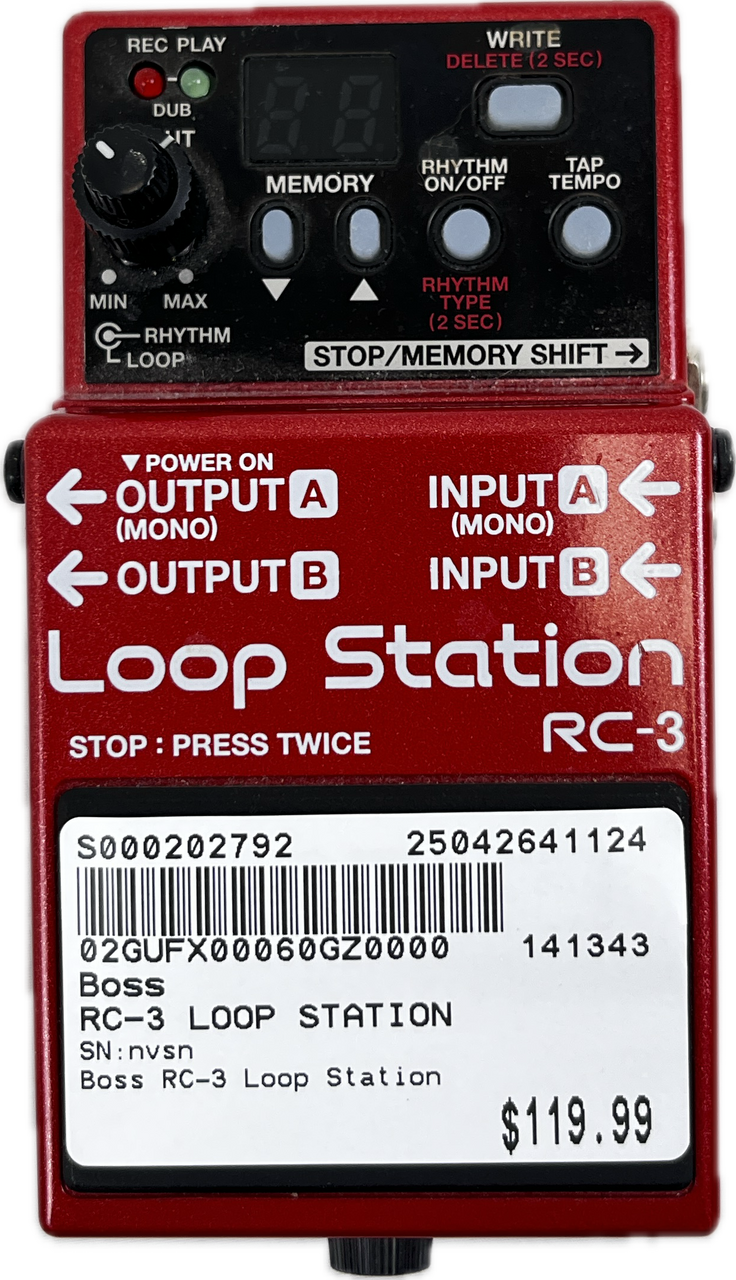 REC PLAY
DUB
WRITE
DELETE (2 SEC)
88
MEMORY
RHYTHM
ON/OFF
TAP
TEMPO
▼ ▲
RHYTHM
TYPE
(2 SEC)
MIN MAX
RHYTHM
LOOP
STOP/MEMORY SHIFT →
▼ POWER ON
← OUTPUT A
(MONO)
INPUT A ←
(MONO)
← OUTPUT B
INPUT B ←
Loop Station
RC-3
STOP : PRESS TWICE
S000202792 25042641124
02GUFX00060GZ0000 141343
Boss
RC-3 LOOP STATION
SN:nvsn
Boss RC-3 Loop Station
$119.99